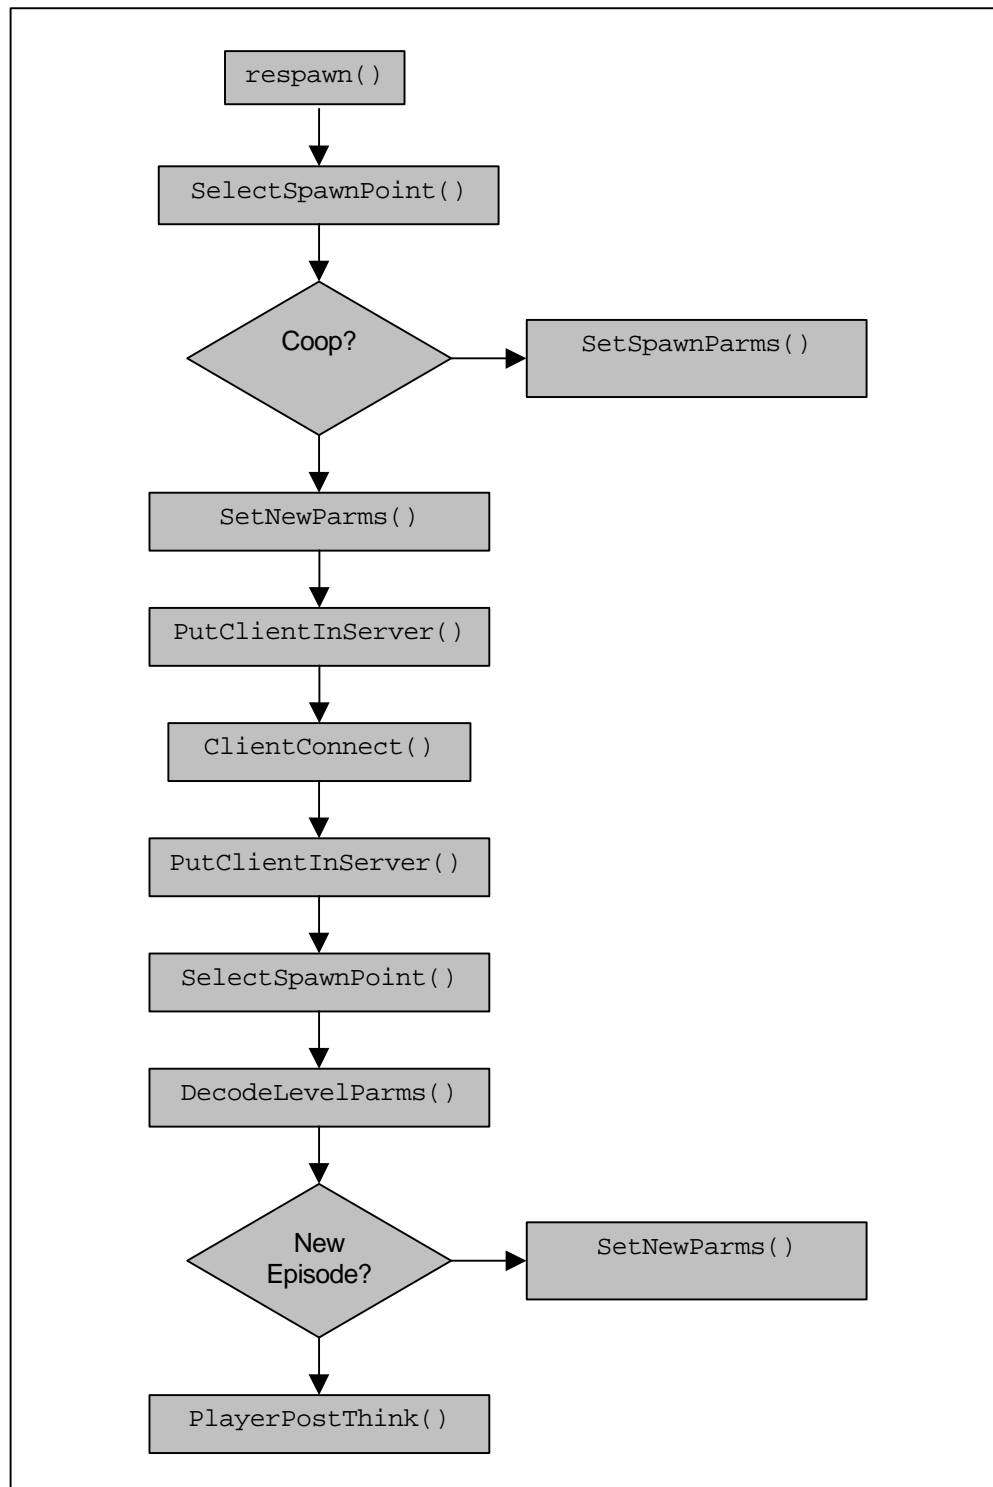 respawn()
SelectSpawnPoint()
Coop?
SetSpawnParms()
SetNewParms()
PutClientInServer()
ClientConnect()
PutClientInServer()
SelectSpawnPoint()
DecodeLevelParms()
New
Episode?
SetNewParms()
PlayerPostThink()